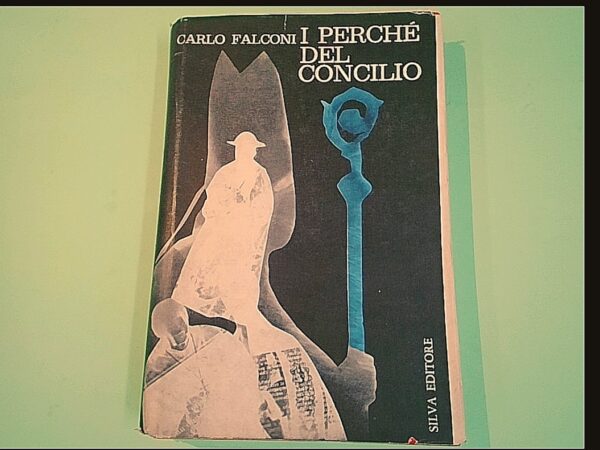 CARLO FALCONI
I PERCHÉ
DEL
CONCILIO
SILVA EDITORE